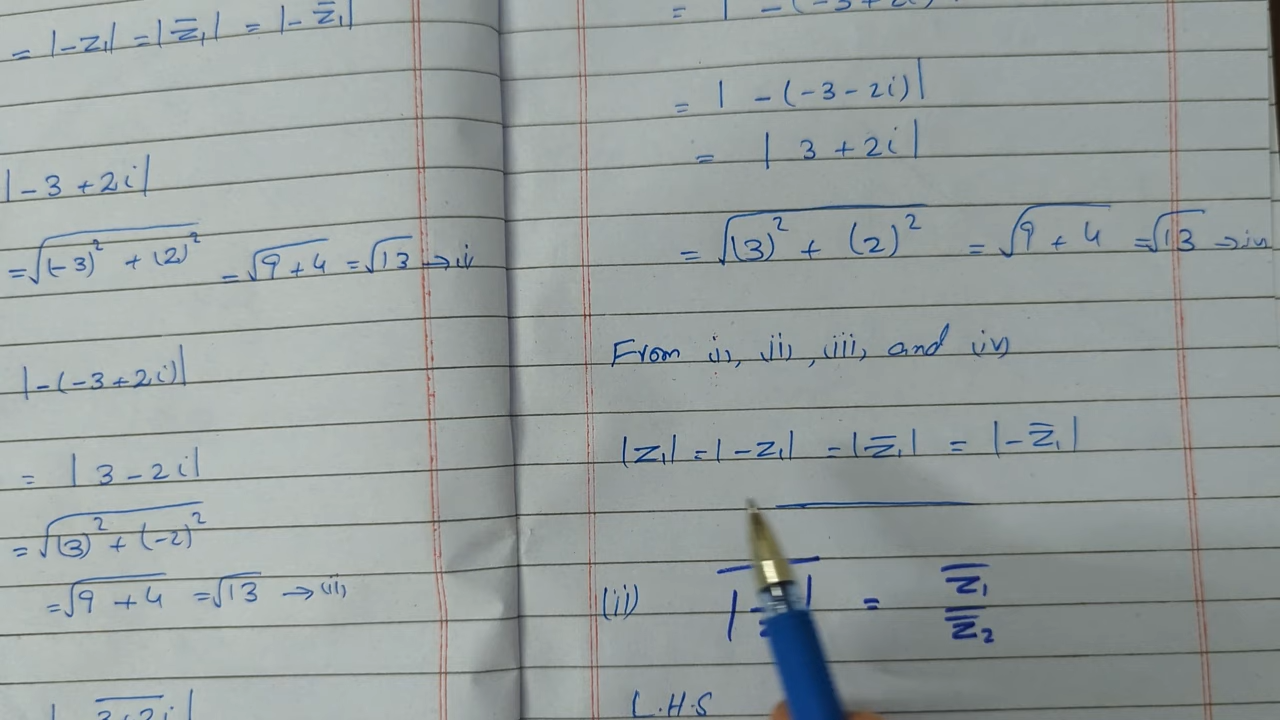 = |-z₁| = |z̅₁| = |-z̅₁|
|-3 + 2i|
= √(-3)² + (2)² = √9 + 4 = √13 → i)
|-(-3 + 2i)|
= | 3 - 2i|
= √(3)² + (-2)²
= √9 + 4 = √13 → (ii)
= | - (-3 + 2i)
= | - (-3 - 2i)|
= | 3 + 2i|
= √(3)² + (2)² = √9 + 4 = √13 → iv)
From i), ii), iii), and iv)
|z₁| = |-z₁| = |z̅₁| = |-z̅₁|
(ii) = z̅₁ / z̅₂
L.H.S